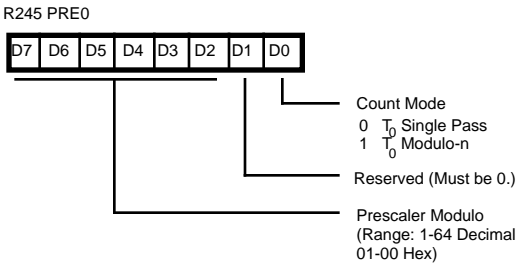 R245 PRE0
D7 D6 D5 D4 D3 D2 D1 D0
Count Mode
0 T0 Single Pass
1 T0 Modulo-n
Reserved (Must be 0.)
Prescaler Modulo
(Range: 1-64 Decimal
01-00 Hex)